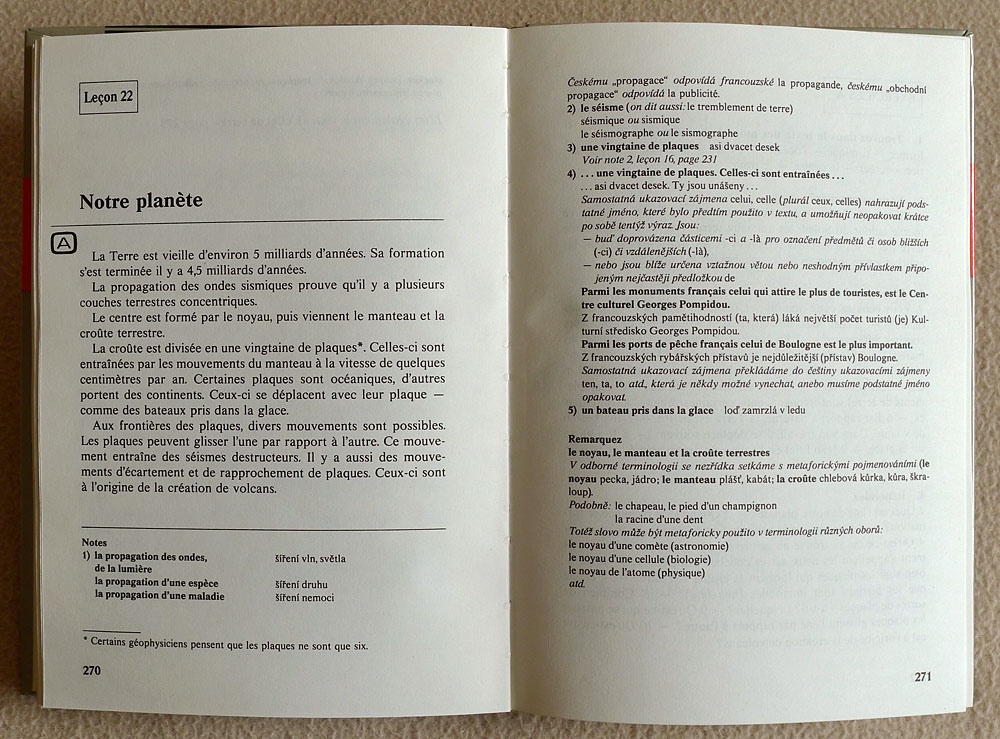 Leçon 22
Notre planète
A
La Terre est vieille d'environ 5 milliards d'années. Sa formation
s'est terminée il y a 4,5 milliards d'années.
La propagation des ondes sismiques prouve qu'il y a plusieurs
couches terrestres concentriques.
Le centre est formé par le noyau, puis viennent le manteau et la
croûte terrestre.
La croûte est divisée en une vingtaine de plaques*. Celles-ci sont
entraînées par les mouvements du manteau à la vitesse de quelques
centimètres par an. Certaines plaques sont océaniques, d'autres
portent des continents. Ceux-ci se déplacent avec leur plaque —
comme des bateaux pris dans la glace.
Aux frontières des plaques, divers mouvements sont possibles.
Les plaques peuvent glisser l'une par rapport à l'autre. Ce mouve-
ment entraîne des séismes destructeurs. Il y a aussi des mouve-
ments d'écartement et de rapprochement de plaques. Ceux-ci sont
à l'origine de la création de volcans.
Notes
1) la propagation des ondes, šíření vln, světla
de la lumière
la propagation d'une espèce šíření druhu
la propagation d'une maladie šíření nemoci
* Certains géophysiciens pensent que les plaques ne sont que six.
270
Českému „propagace" odpovídá francouzské la propagande, českému „obchodní
propagace" odpovídá la publicité.
2) le séisme (on dit aussi: le tremblement de terre)
séismique ou sismique
le séismographe ou le sismographe
3) une vingtaine de plaques asi dvacet desek
Voir note 2, leçon 16, page 231
4) ... une vingtaine de plaques. Celles-ci sont entraînées ...
... asi dvacet desek. Ty jsou unášeny ...
Samostatná ukazovací zájmena celui, celle (plurál ceux, celles) nahrazují pods-
tatné jméno, které bylo předtím použito v textu, a umožňují neopakovat krátce
po sobě tentýž výraz. Jsou:
– buď doprovázena částicemi -ci a -là pro označení předmětů či osob bližších
(-ci) či vzdálenějších (-là),
– nebo jsou blíže určena vztažnou větou nebo neshodným přívlastkem připo-
jeným nejčastěji předložkou de
Parmi les monuments français celui qui attire le plus de touristes, est le Cen-
tre culturel Georges Pompidou.
Z francouzských pamětihodností (ta, která) láká největší počet turistů (je) Kul-
turní středisko Georges Pompidou.
Parmi les ports de pêche français celui de Boulogne est le plus important.
Z francouzských rybářských přístavů je nejdůležitější (přístav) Boulogne.
Samostatná ukazovací zájmena překládáme do češtiny ukazovacími zájmeny
ten, ta, to atd., která je někdy možné vynechat, anebo musíme podstatné jméno
opakovat.
5) un bateau pris dans la glace loď zamrzlá v ledu
Remarquez
le noyau, le manteau et la croûte terrestres
V odborné terminologii se nezřídka setkáme s metaforickými pojmenováními (le
noyau pecka, jádro; le manteau plášť, kabát; la croûte chlebová kůrka, kůra, škra-
loup).
Podobně: le chapeau, le pied d'un champignon
la racine d'une dent
Totéž slovo může být metaforicky použito v terminologii různých oborů:
le noyau d'une comète (astronomie)
le noyau d'une cellule (biologie)
le noyau de l'atome (physique)
atd.
271